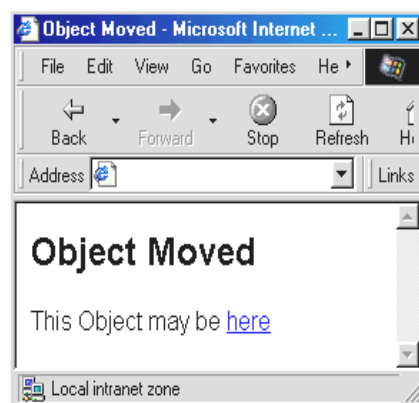 Object Moved - Microsoft Internet ...
File Edit View Go Favorites He
Back Forward Stop Refresh
Address Links
Object Moved
This Object may be here
Local intranet zone